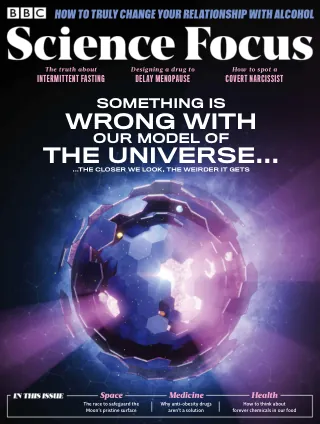 BBC HOW TO TRULY CHANGE YOUR RELATIONSHIP WITH ALCOHOL
Science Focus
The truth about
INTERMITTENT FASTING
Designing a drug to
DELAY MENOPAUSE
How to spot a
COVERT NARCISSIST
SOMETHING IS
WRONG WITH
OUR MODEL OF
THE UNIVERSE...
...THE CLOSER WE LOOK, THE WEIRDER IT GETS
IN THIS ISSUE
Space
The race to safeguard the
Moon's pristine surface
Medicine
Why anti-obesity drugs
aren't a solution
Health
How to think about
forever chemicals in our food